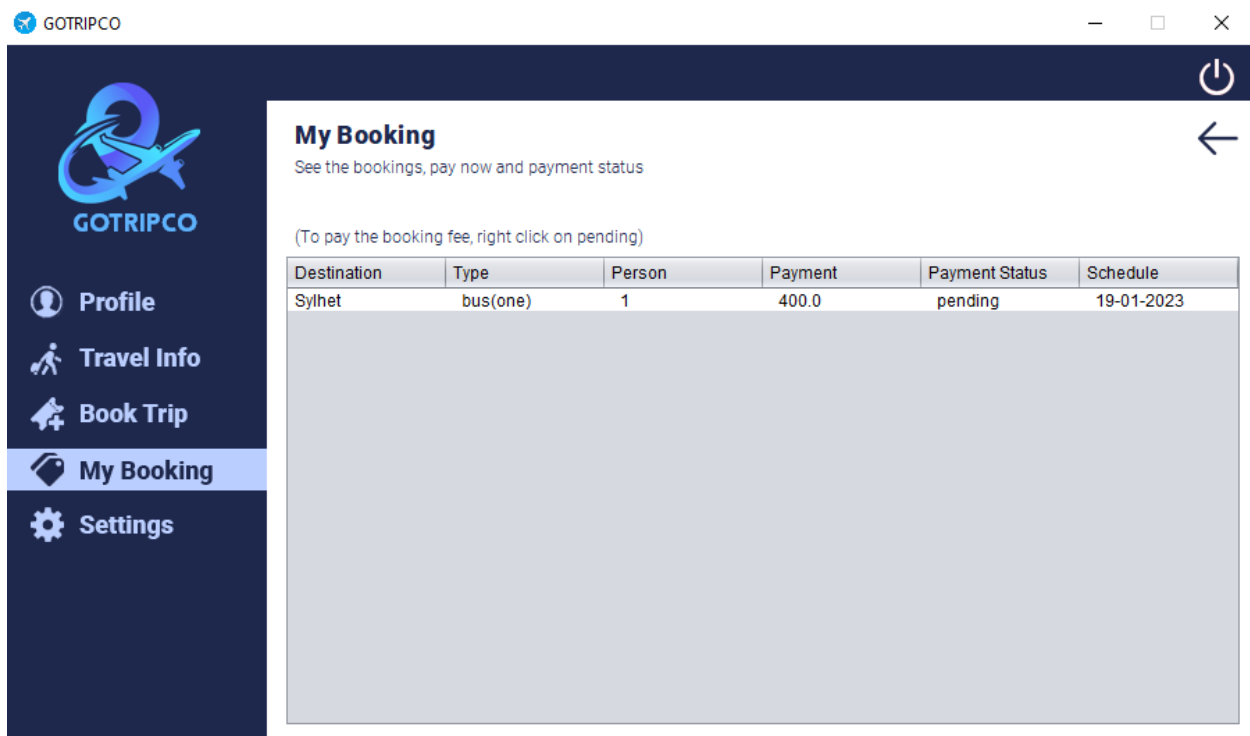 GOTRIPCO
GOTRIPCO
Profile
Travel Info
Book Trip
My Booking
Settings
My Booking
See the bookings, pay now and payment status
(To pay the booking fee, right click on pending)
Destination Type Person Payment Payment Status Schedule
Sylhet bus(one) 1 400.0 pending 19-01-2023